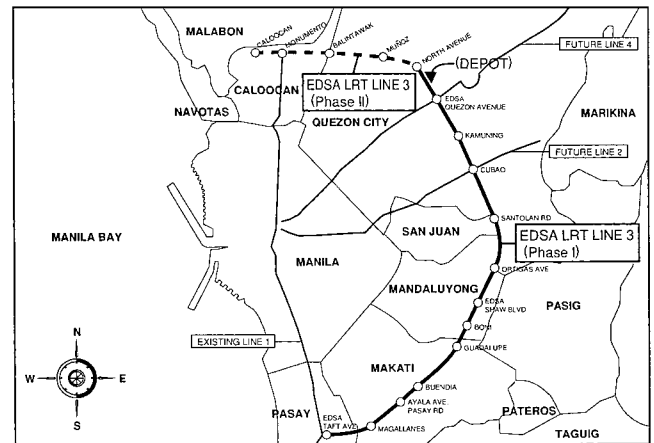 MALABON
CALOOCAN
MONUMENTO
BALINTAWAK
MUÑOZ
NORTH AVENUE
FUTURE LINE 4
(DEPOT)
CALOOCAN
EDSA LRT LINE 3
(Phase II)
EDSA
QUEZON AVENUE
NAVOTAS
QUEZON CITY
MARIKINA
KAMUNING
FUTURE LINE 2
CUBAO
SANTOLAN RD
SAN JUAN
EDSA LRT LINE 3
(Phase I)
MANILA BAY
MANILA
ORTIGAS AVE
MANDALUYONG
EDSA
SHAW BLVD
PASIG
BONI
N
EXISTING LINE 1
GUADALUPE
W
E
MAKATI
BUENDIA
S
AYALA AVE.
PASAY RD
PASAY
EDSA
TAFT AVE
MAGALLANES
PATEROS
TAGUIG